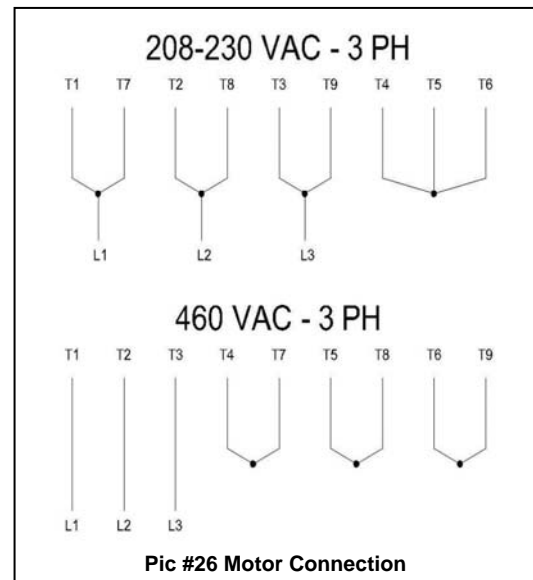 208-230 VAC - 3 PH
T1 T7 T2 T8 T3 T9 T4 T5 T6
L1 L2 L3
460 VAC - 3 PH
T1 T2 T3 T4 T7 T5 T8 T6 T9
L1 L2 L3
Pic #26 Motor Connection